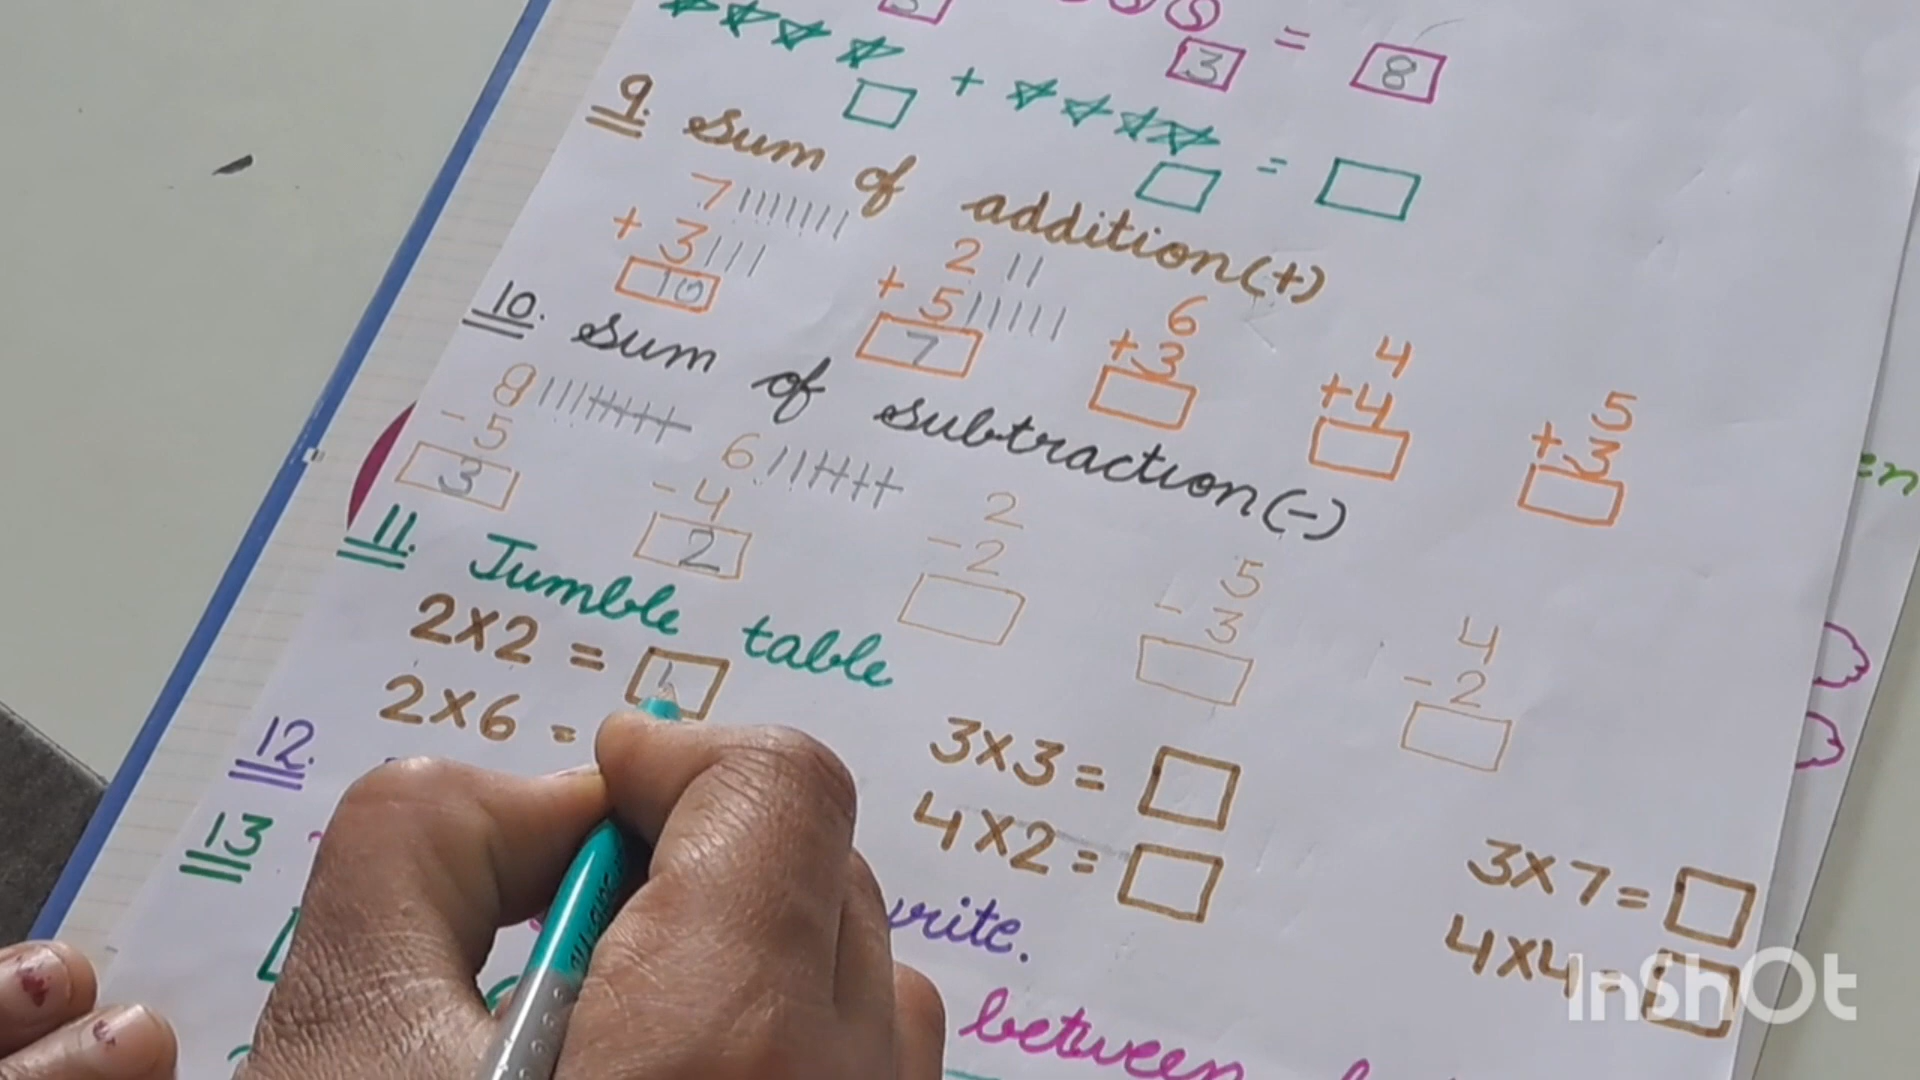 3 = 8
+ =
9. Sum of addition(+)
7 2 6 4 5
+ 3 + 5 +3 +4 +3
10 7
10. Sum of subtraction(-)
8 6 2 5 4
- 5 - 4 - 2 - 3 - 2
3 2
11. Jumble table
2x2 = 3x3 = 3x7 =
2x6 = 4x2 = 4x4 =
12. write.
13
between
en
InShOt